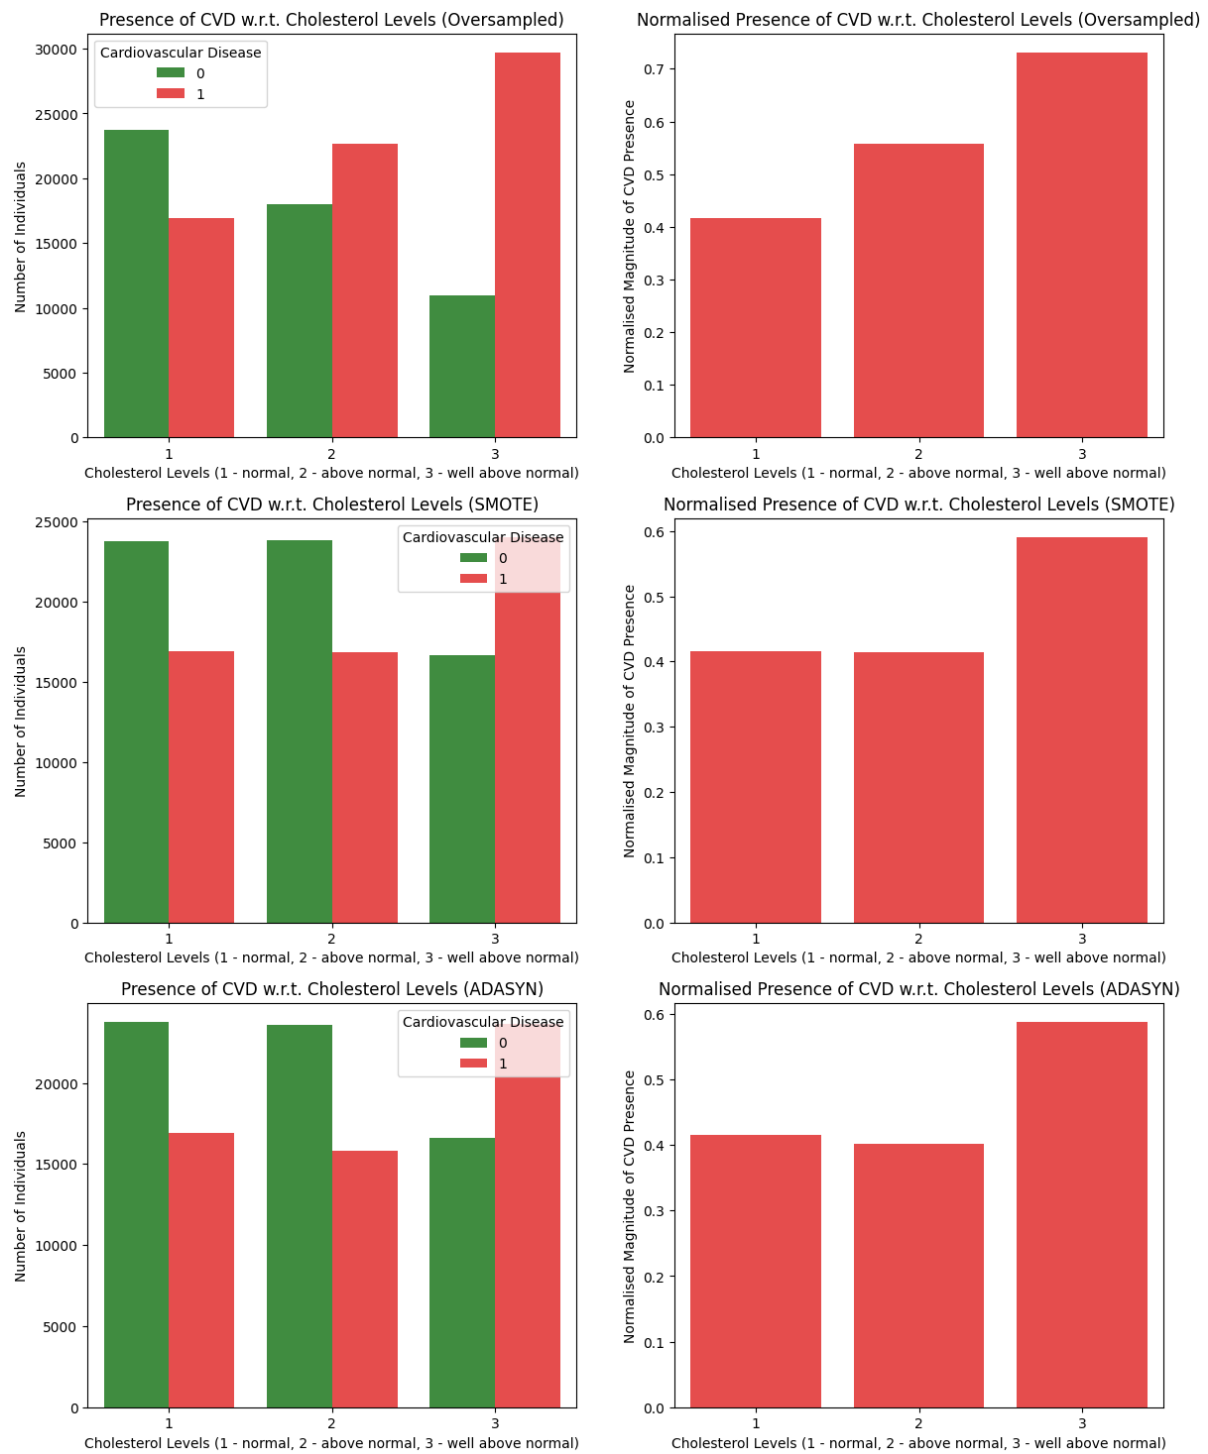 Presence of CVD w.r.t. Cholesterol Levels (Oversampled)
Number of Individuals
30000
25000
20000
15000
10000
5000
0
Cardiovascular Disease
0
1
1 2 3
Cholesterol Levels (1 - normal, 2 - above normal, 3 - well above normal)
Normalised Presence of CVD w.r.t. Cholesterol Levels (Oversampled)
Normalised Magnitude of CVD Presence
0.7
0.6
0.5
0.4
0.3
0.2
0.1
0.0
1 2 3
Cholesterol Levels (1 - normal, 2 - above normal, 3 - well above normal)
Presence of CVD w.r.t. Cholesterol Levels (SMOTE)
Number of Individuals
25000
20000
15000
10000
5000
0
Cardiovascular Disease
0
1
1 2 3
Cholesterol Levels (1 - normal, 2 - above normal, 3 - well above normal)
Normalised Presence of CVD w.r.t. Cholesterol Levels (SMOTE)
Normalised Magnitude of CVD Presence
0.6
0.5
0.4
0.3
0.2
0.1
0.0
1 2 3
Cholesterol Levels (1 - normal, 2 - above normal, 3 - well above normal)
Presence of CVD w.r.t. Cholesterol Levels (ADASYN)
Number of Individuals
20000
15000
10000
5000
0
Cardiovascular Disease
0
1
1 2 3
Cholesterol Levels (1 - normal, 2 - above normal, 3 - well above normal)
Normalised Presence of CVD w.r.t. Cholesterol Levels (ADASYN)
Normalised Magnitude of CVD Presence
0.6
0.5
0.4
0.3
0.2
0.1
0.0
1 2 3
Cholesterol Levels (1 - normal, 2 - above normal, 3 - well above normal)